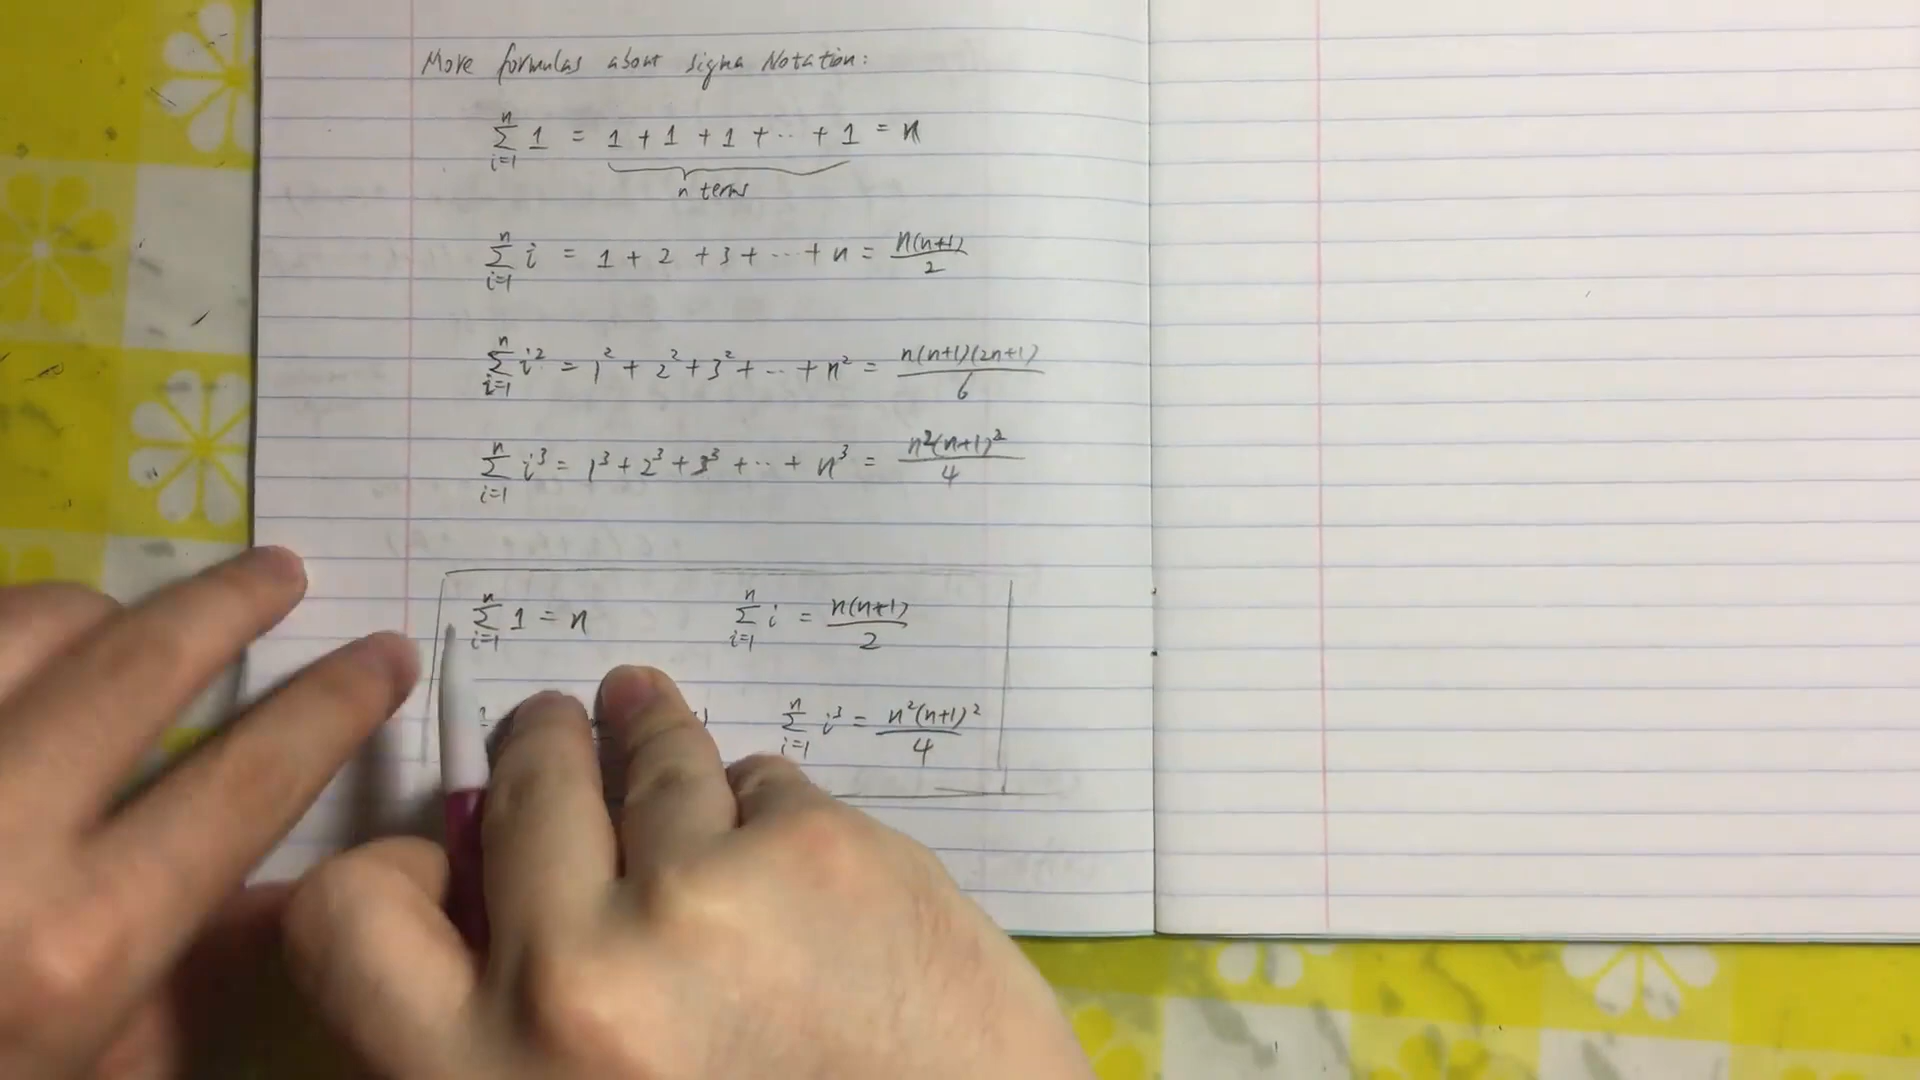 More formulas about sigma Notation:
n
∑ 1 = 1 + 1 + 1 + ·· + 1 = n
i=1
n terms
n
∑ i = 1 + 2 + 3 + ··· + n = n(n+1)/2
i=1
n
∑ i² = 1² + 2² + 3² + ·· + n² = n(n+1)(2n+1)/6
i=1
n
∑ i³ = 1³ + 2³ + 3³ + ·· + n³ = n²(n+1)²/4
i=1
n
∑ 1 = n
i=1
n
∑ i = n(n+1)/2
i=1
n
∑ i³ = n²(n+1)²/4
i=1